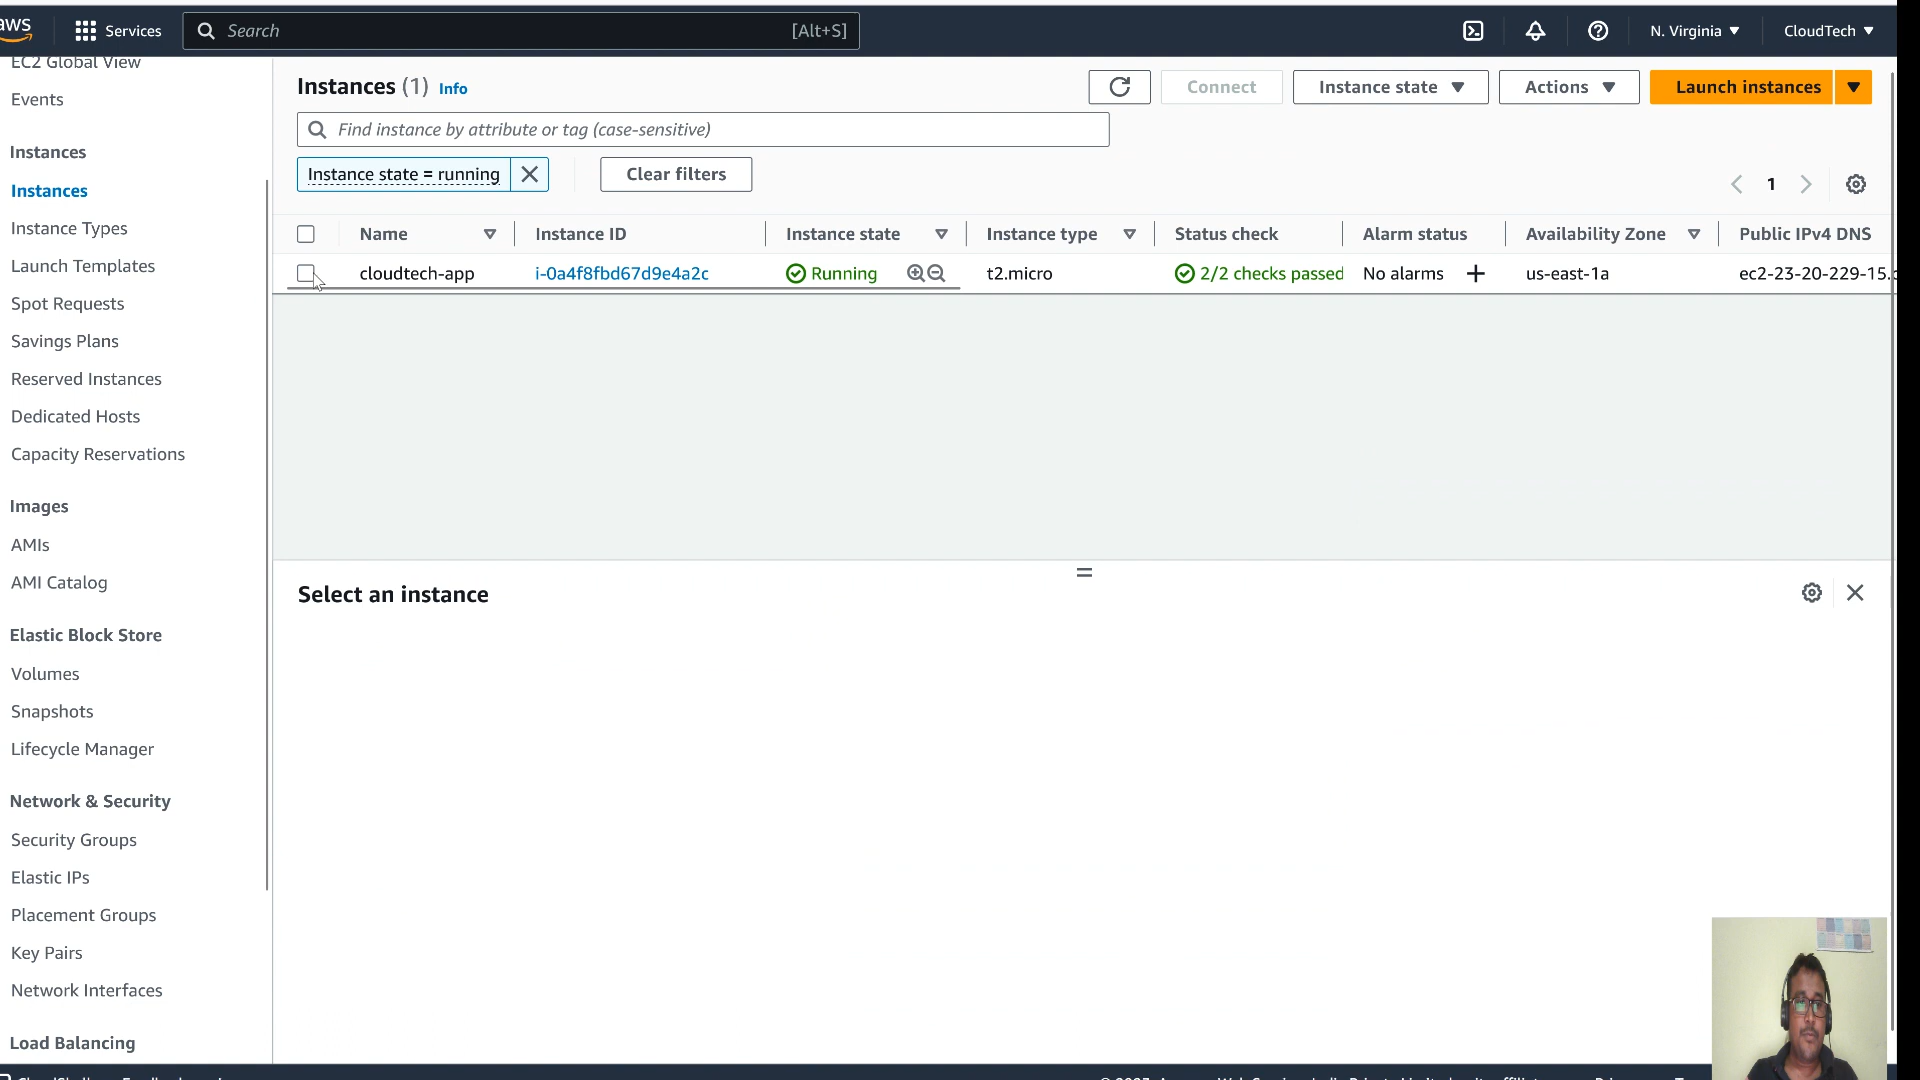 aws
Services
Search
[Alt+S]
N. Virginia
CloudTech
EC2 Global View
Events
Instances
Instances
Instance Types
Launch Templates
Spot Requests
Savings Plans
Reserved Instances
Dedicated Hosts
Capacity Reservations
Images
AMIs
AMI Catalog
Elastic Block Store
Volumes
Snapshots
Lifecycle Manager
Network & Security
Security Groups
Elastic IPs
Placement Groups
Key Pairs
Network Interfaces
Load Balancing
Instances (1) Info
Connect
Instance state
Actions
Launch instances
Find instance by attribute or tag (case-sensitive)
Instance state = running
Clear filters
1
Name Instance ID Instance state Instance type Status check Alarm status Availability Zone Public IPv4 DNS
cloudtech-app i-0a4f8fbd67d9e4a2c Running t2.micro 2/2 checks passed No alarms us-east-1a ec2-23-20-229-15.
Select an instance